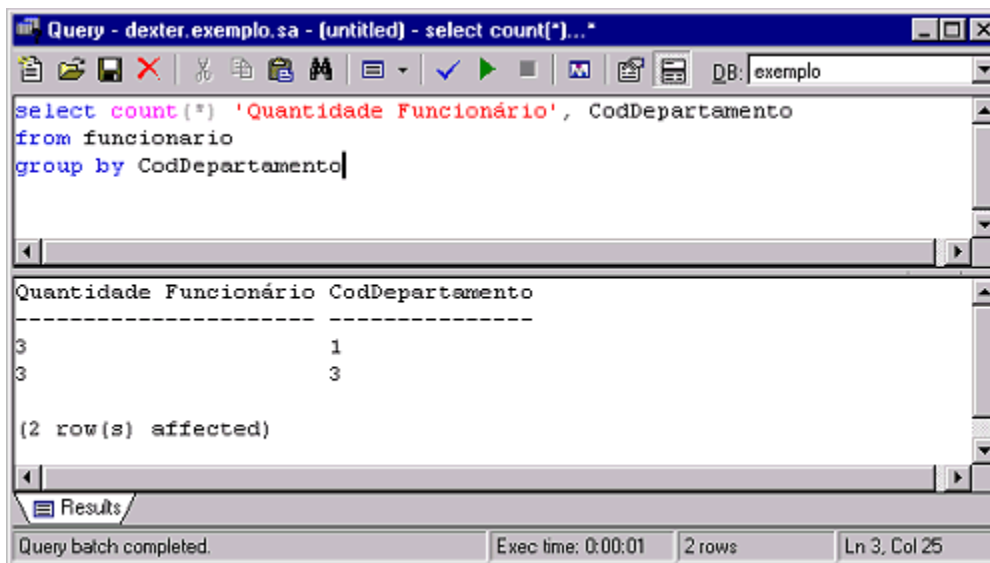 Query - dexter.exemplo.sa - (untitled) - select count(*)...*
DB: exemplo
select count(*) 'Quantidade Funcionário', CodDepartamento
from funcionario
group by CodDepartamento
Quantidade Funcionário CodDepartamento
---------------------- ---------------
3 1
3 3
(2 row(s) affected)
Results
Query batch completed. Exec time: 0:00:01 2 rows Ln 3, Col 25